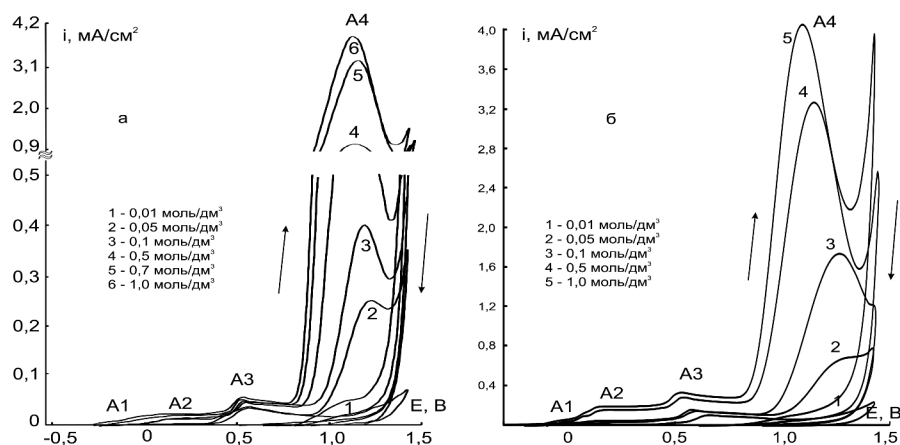 4,2
i, мА/см²
A4
6
5
3,1
а
2,0
4
0,9
0,5
1 - 0,01 моль/дм³
2 - 0,05 моль/дм³
3 - 0,1 моль/дм³
4 - 0,5 моль/дм³
5 - 0,7 моль/дм³
6 - 1,0 моль/дм³
0,4
3
0,3
2
0,2
0,1
A1
A2
A3
1
E, В
0
-0,5
0
0,5
1,0
1,5
i, мА/см²
A4
4,0
5
3,6
4
3,2
б
2,8
2,4
1 - 0,01 моль/дм³
2 - 0,05 моль/дм³
3 - 0,1 моль/дм³
4 - 0,5 моль/дм³
5 - 1,0 моль/дм³
2,0
3
1,6
1,2
2
0,8
A1
A2
A3
1
0,4
E, В
0
0,5
1,0
1,5